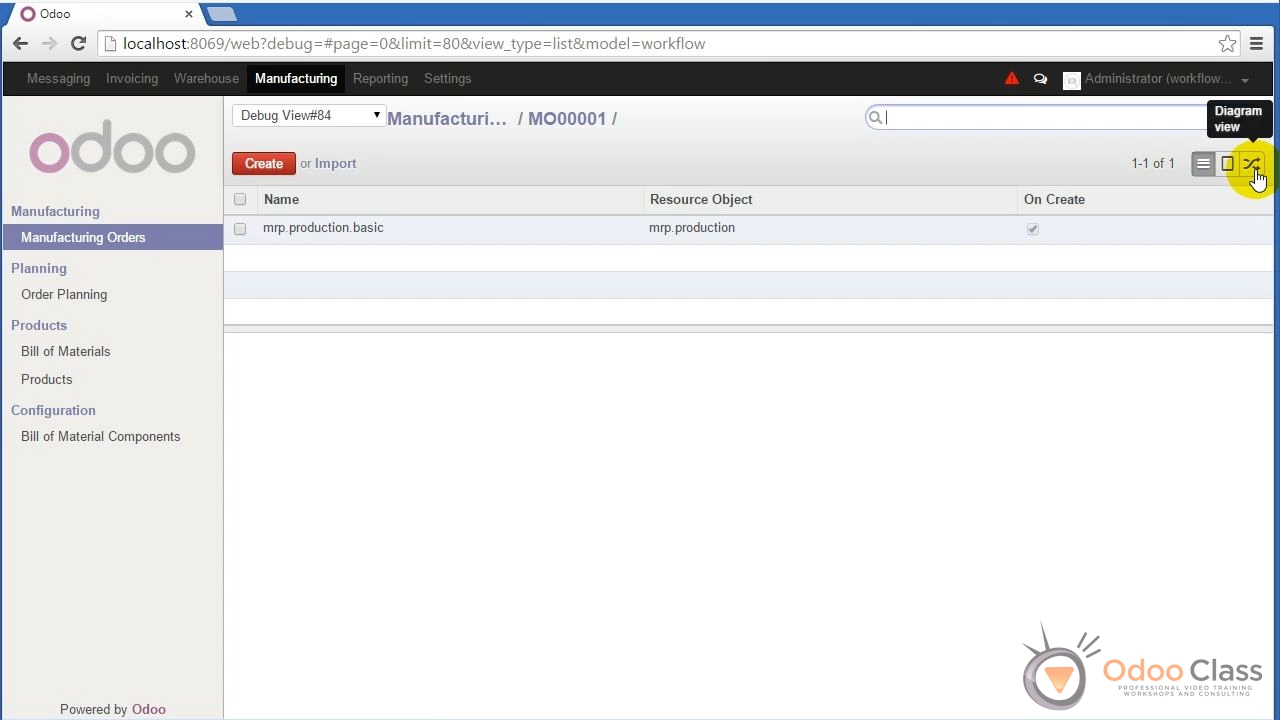 Odoo
localhost:8069/web?debug=#page=0&limit=80&view_type=list&model=workflow
Messaging Invoicing Warehouse Manufacturing Reporting Settings Administrator (workflow...
odoo
Debug View#84 Manufacturi... / MO00001 /
Diagram
view
Create or Import 1-1 of 1
Name Resource Object On Create
mrp.production.basic mrp.production
Manufacturing
Manufacturing Orders
Planning
Order Planning
Products
Bill of Materials
Products
Configuration
Bill of Material Components
Powered by Odoo
Odoo Class
PROFESSIONAL VIDEO TRAINING
WORKSHOPS AND CONSULTING